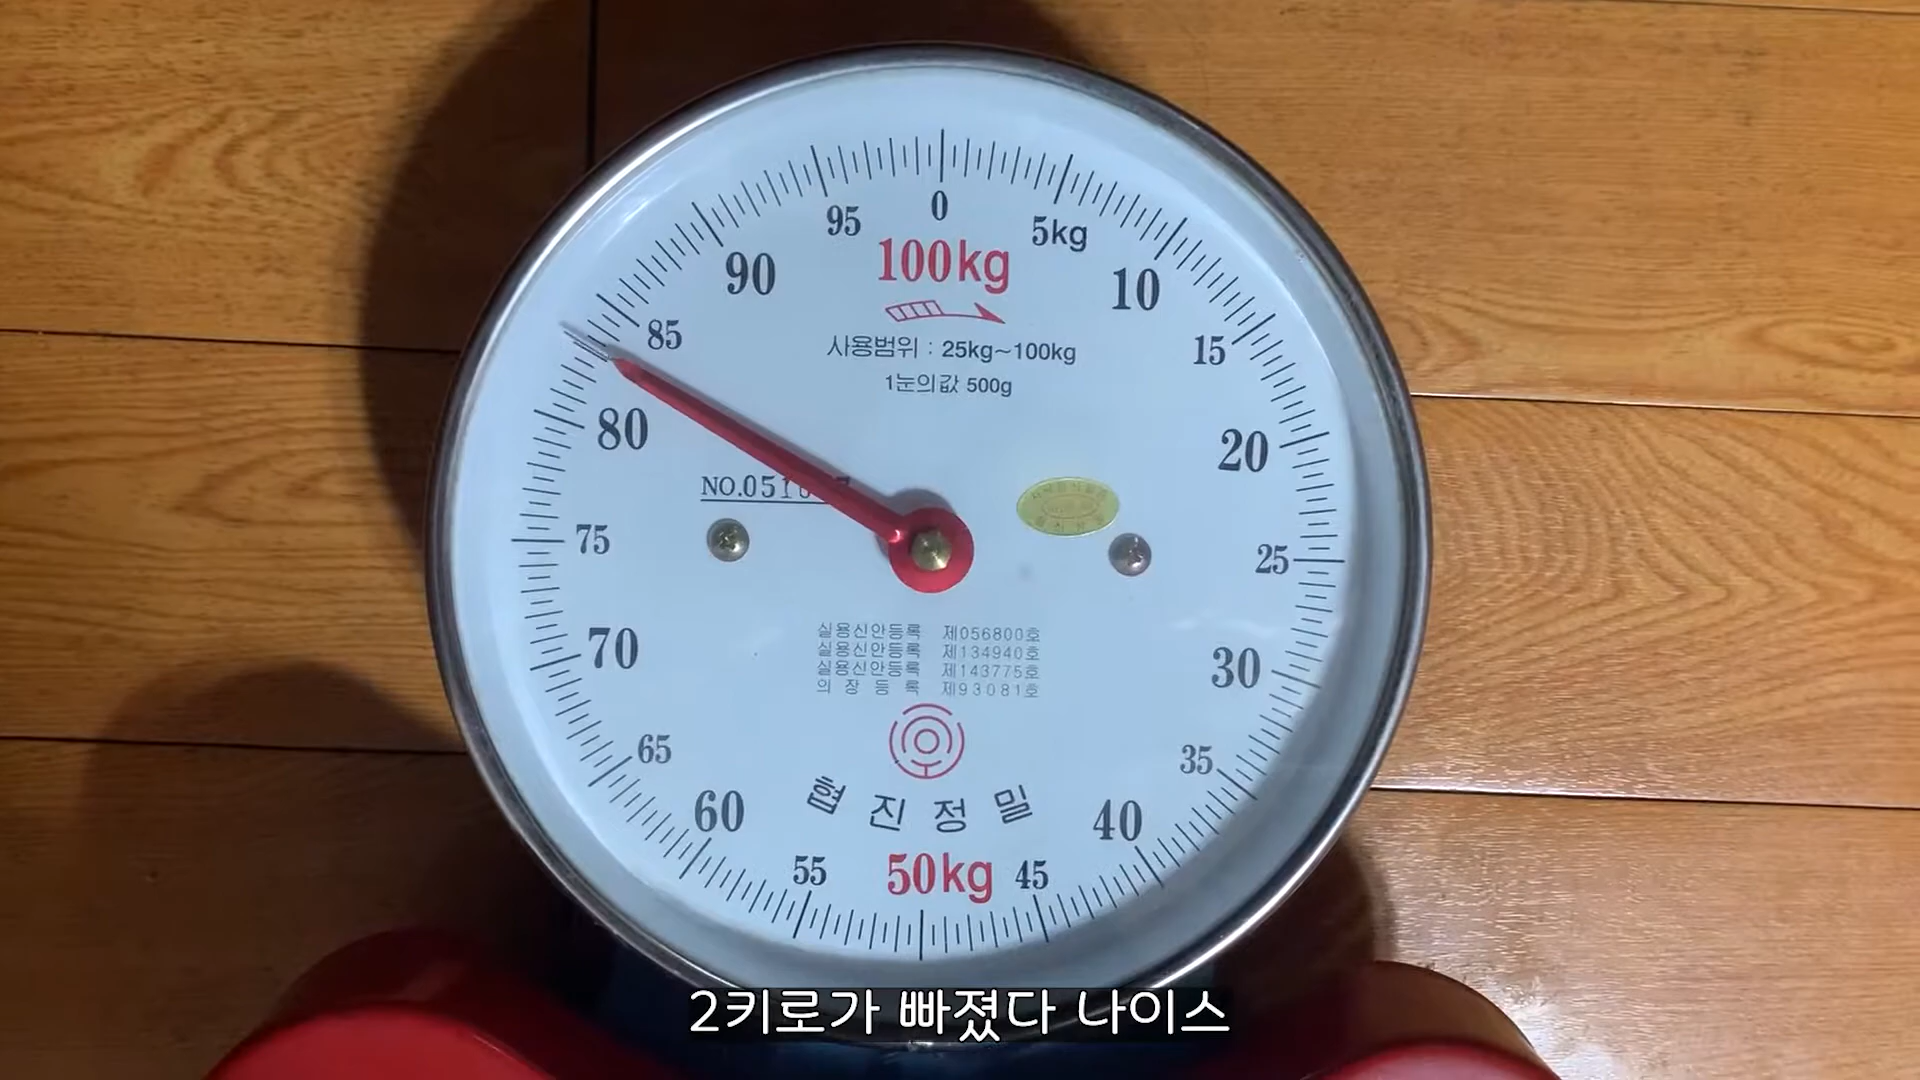 0
95
5kg
90
100kg
10
85
사용범위 : 25kg~100kg
15
1눈의값 500g
80
20
75
25
실용신안등록 제056800호
실용신안등록 제134940호
70
실용신안등록 제143775호
30
의장등록 제93081호
65
35
60
협진정밀
40
55
50kg
45
2키로가 빠졌다 나이스